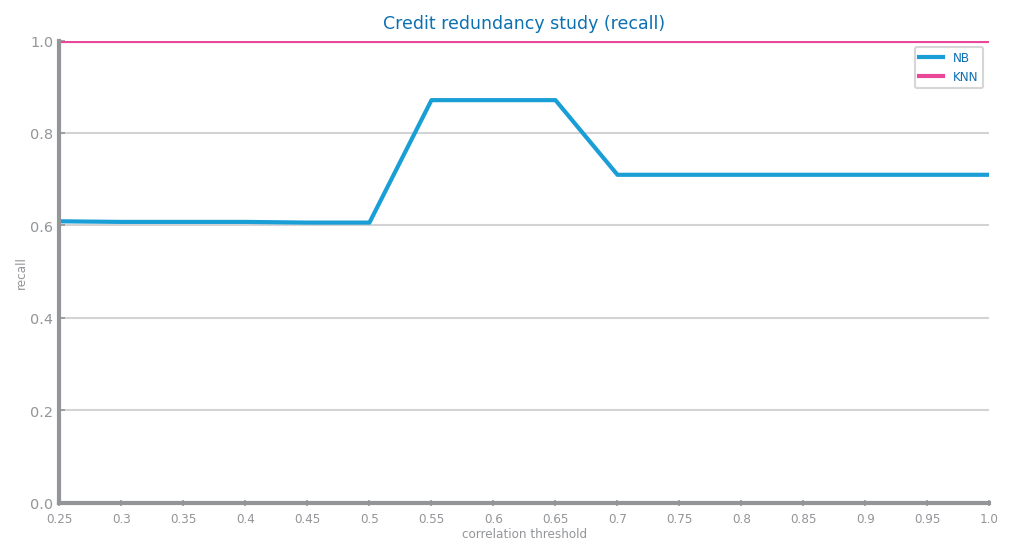 Credit redundancy study (recall)
1.0
0.8
0.6
0.4
0.2
0.0
recall
NB
KNN
0.25 0.3 0.35 0.4 0.45 0.5 0.55 0.6 0.65 0.7 0.75 0.8 0.85 0.9 0.95 1.0
correlation threshold